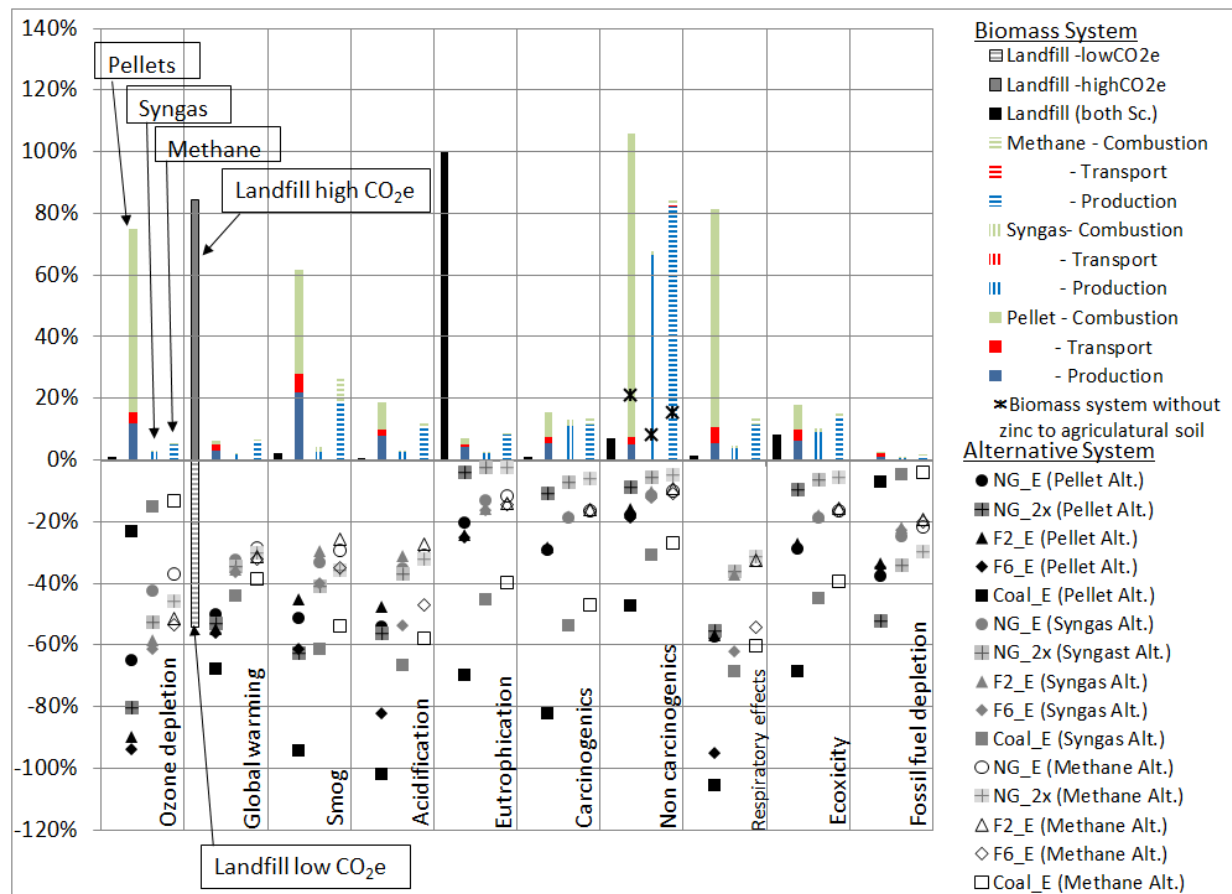 140%
120%
100%
80%
60%
40%
20%
0%
-20%
-40%
-60%
-80%
-100%
-120%
Pellets
Syngas
Methane
Landfill high CO₂e
Landfill low CO₂e
Ozone depletion
Global warming
Smog
Acidification
Eutrophication
Carcinogenics
Non carcinogenics
Respiratory effects
Ecoxicity
Fossil fuel depletion
Biomass System
Landfill -lowCO2e
Landfill -highCO2e
Landfill (both Sc.)
Methane - Combustion
- Transport
- Production
Syngas- Combustion
- Transport
- Production
Pellet - Combustion
- Transport
- Production
Biomass system without
zinc to agriculatural soil
Alternative System
NG_E (Pellet Alt.)
NG_2x (Pellet Alt.)
F2_E (Pellet Alt.)
F6_E (Pellet Alt.)
Coal_E (Pellet Alt.)
NG_E (Syngas Alt.)
NG_2x (Syngast Alt.)
F2_E (Syngas Alt.)
F6_E (Syngas Alt.)
Coal_E (Syngas Alt.)
NG_E (Methane Alt.)
NG_2x (Methane Alt.)
F2_E (Methane Alt.)
F6_E (Methane Alt.)
Coal_E (Methane Alt.)